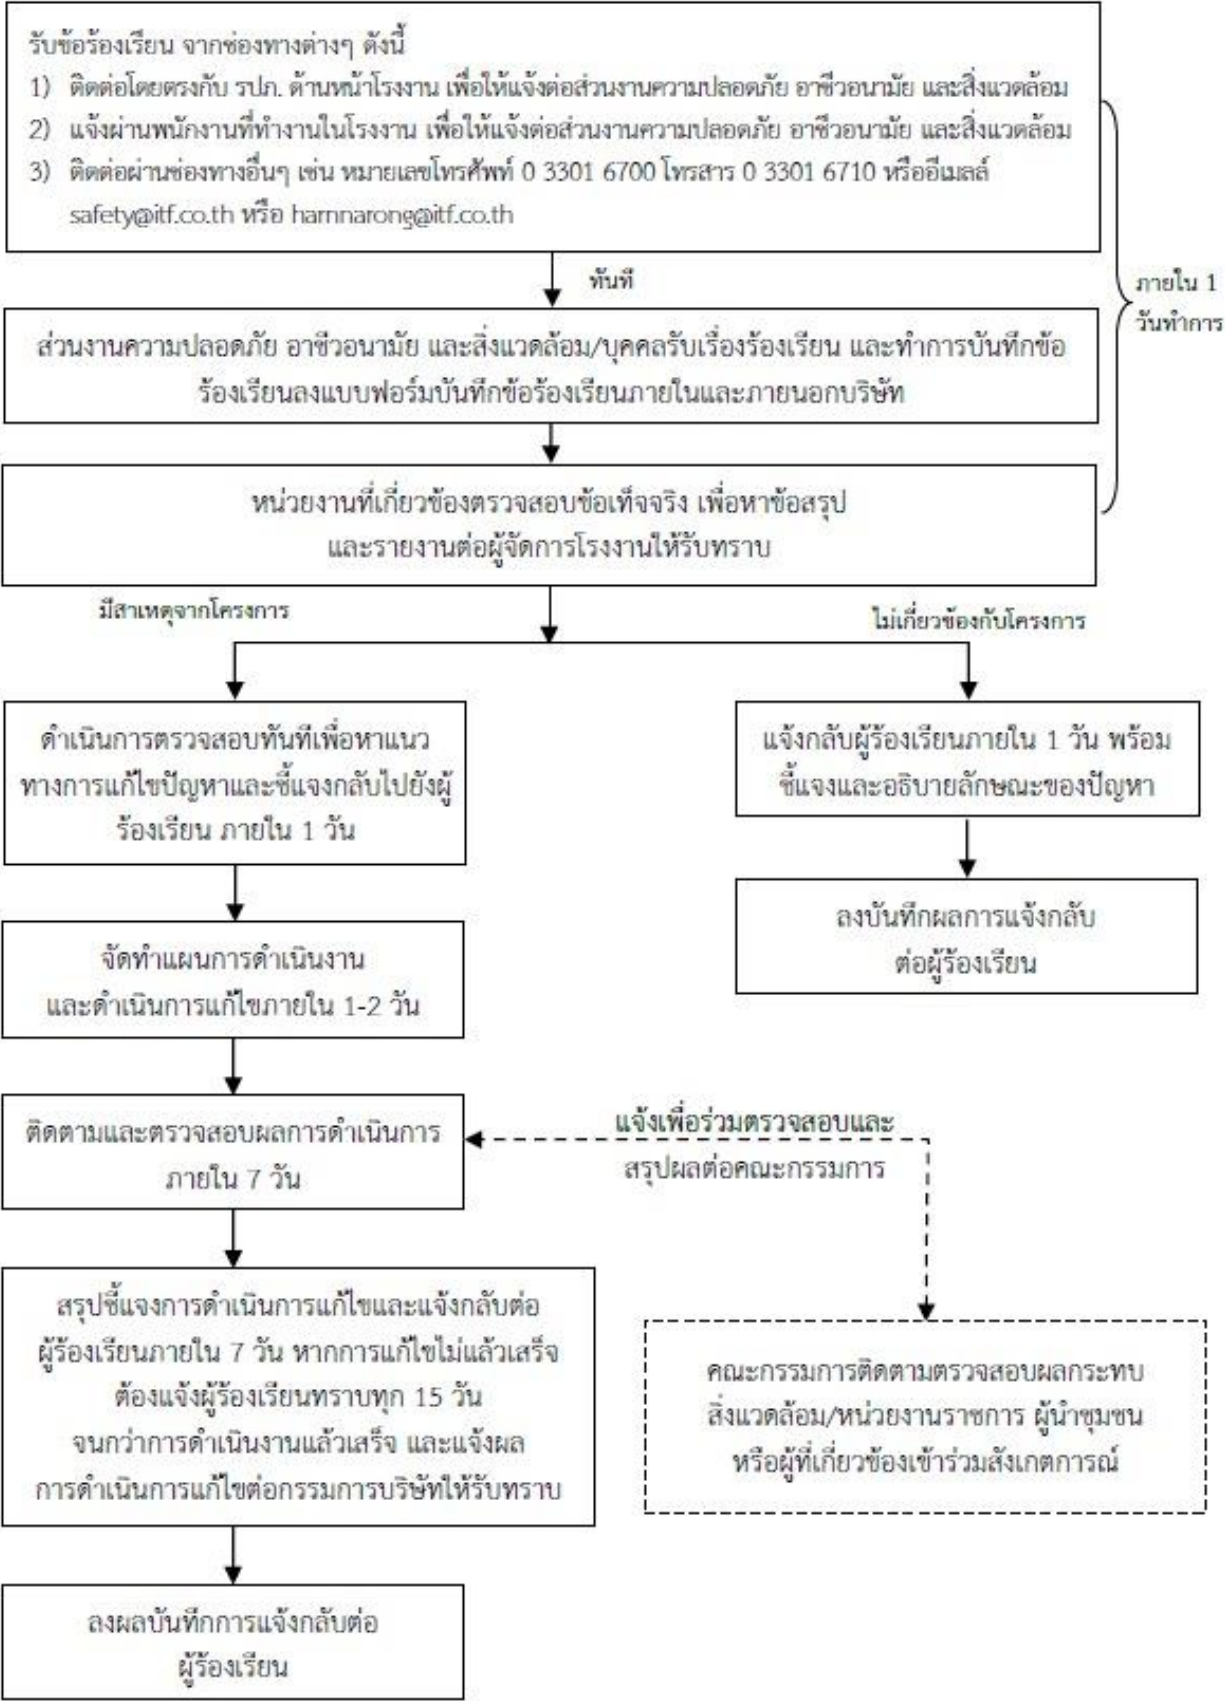 รับข้อร้องเรียน จากช่องทางต่างๆ ดังนี้
1) ติดต่อโดยตรงกับ รปภ. ด้านหน้าโรงงาน เพื่อให้แจ้งต่อส่วนงานความปลอดภัย อาชีวอนามัย และสิ่งแวดล้อม
2) แจ้งผ่านพนักงานที่ทำงานในโรงงาน เพื่อให้แจ้งต่อส่วนงานความปลอดภัย อาชีวอนามัย และสิ่งแวดล้อม
3) ติดต่อผ่านช่องทางอื่นๆ เช่น หมายเลขโทรศัพท์ 0 3301 6700 โทรสาร 0 3301 6710 หรืออีเมลล์
safety@itf.co.th หรือ harnnarong@itf.co.th
ทันที
ภายใน 1
วันทำการ
ส่วนงานความปลอดภัย อาชีวอนามัย และสิ่งแวดล้อม/บุคคลรับเรื่องร้องเรียน และทำการบันทึกข้อ
ร้องเรียนลงแบบฟอร์มบันทึกข้อร้องเรียนภายในและภายนอกบริษัท
หน่วยงานที่เกี่ยวข้องตรวจสอบข้อเท็จจริง เพื่อหาข้อสรุป
และรายงานต่อผู้จัดการโรงงานให้รับทราบ
มีสาเหตุจากโครงการ
ไม่เกี่ยวข้องกับโครงการ
ดำเนินการตรวจสอบทันทีเพื่อหาแนว
ทางการแก้ไขปัญหาและชี้แจงกลับไปยังผู้
ร้องเรียน ภายใน 1 วัน
แจ้งกลับผู้ร้องเรียนภายใน 1 วัน พร้อม
ชี้แจงและอธิบายลักษณะของปัญหา
ลงบันทึกผลการแจ้งกลับ
ต่อผู้ร้องเรียน
จัดทำแผนการดำเนินงาน
และดำเนินการแก้ไขภายใน 1-2 วัน
ติดตามและตรวจสอบผลการดำเนินการ
ภายใน 7 วัน
แจ้งเพื่อร่วมตรวจสอบและ
สรุปผลต่อคณะกรรมการ
สรุปชี้แจงการดำเนินการแก้ไขและแจ้งกลับต่อ
ผู้ร้องเรียนภายใน 7 วัน หากการแก้ไขไม่แล้วเสร็จ
ต้องแจ้งผู้ร้องเรียนทราบทุก 15 วัน
จนกว่าการดำเนินงานแล้วเสร็จ และแจ้งผล
การดำเนินการแก้ไขต่อกรรมการบริษัทให้รับทราบ
คณะกรรมการติดตามตรวจสอบผลกระทบ
สิ่งแวดล้อม/หน่วยงานราชการ ผู้นำชุมชน
หรือผู้ที่เกี่ยวข้องเข้าร่วมสังเกตการณ์
ลงผลบันทึกการแจ้งกลับต่อ
ผู้ร้องเรียน